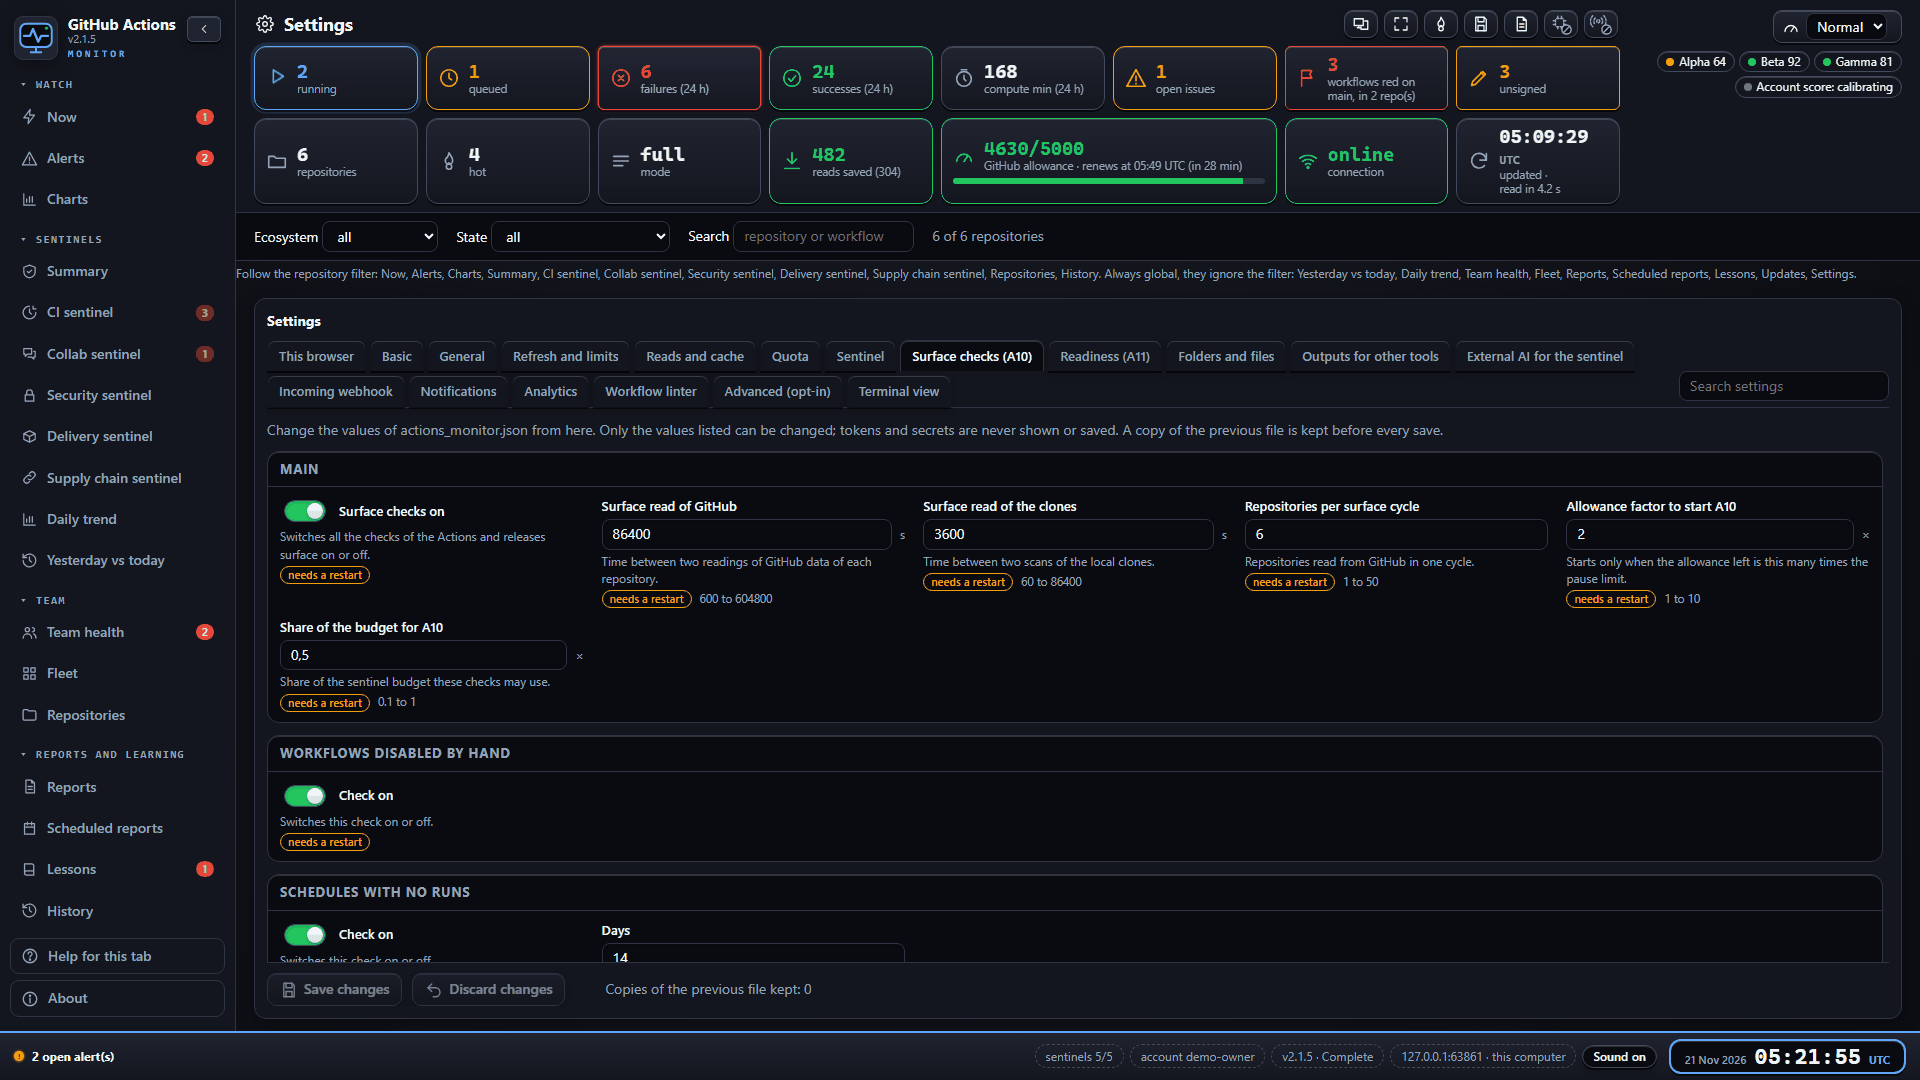 GitHub Actions
v2.1.5
MONITOR
WATCH
Now 1
Alerts 2
Charts
SENTINELS
Summary
CI sentinel 3
Collab sentinel 1
Security sentinel
Delivery sentinel
Supply chain sentinel
Daily trend
Yesterday vs today
TEAM
Team health 2
Fleet
Repositories
REPORTS AND LEARNING
Reports
Scheduled reports
Lessons 1
History
Help for this tab
About
Settings
Normal
Alpha 64
Beta 92
Gamma 81
Account score: calibrating
2
running
1
queued
6
failures (24 h)
24
successes (24 h)
168
compute min (24 h)
1
open issues
3
workflows red on
main, in 2 repo(s)
3
unsigned
6
repositories
4
hot
full
mode
482
reads saved (304)
4630/5000
GitHub allowance · renews at 05:49 UTC (in 28 min)
online
connection
05:09:29
UTC
updated ·
read in 4.2 s
Ecosystem all State all Search repository or workflow 6 of 6 repositories
Follow the repository filter: Now, Alerts, Charts, Summary, CI sentinel, Collab sentinel, Security sentinel, Delivery sentinel, Supply chain sentinel, Repositories, History. Always global, they ignore the filter: Yesterday vs today, Daily trend, Team health, Fleet, Reports, Scheduled reports, Lessons, Updates, Settings.
Settings
This browser Basic General Refresh and limits Reads and cache Quota Sentinel Surface checks (A10) Readiness (A11) Folders and files Outputs for other tools External AI for the sentinel
Incoming webhook Notifications Analytics Workflow linter Advanced (opt-in) Terminal view Search settings
Change the values of actions_monitor.json from here. Only the values listed can be changed; tokens and secrets are never shown or saved. A copy of the previous file is kept before every save.
MAIN
Surface checks on
Switches all the checks of the Actions and releases
surface on or off.
needs a restart
Surface read of GitHub
86400 s
Time between two readings of GitHub data of each
repository.
needs a restart 600 to 604800
Surface read of the clones
3600 s
Time between two scans of the local clones.
needs a restart 60 to 86400
Repositories per surface cycle
6
Repositories read from GitHub in one cycle.
needs a restart 1 to 50
Allowance factor to start A10
2 ×
Starts only when the allowance left is this many times the
pause limit.
needs a restart 1 to 10
Share of the budget for A10
0,5 ×
Share of the sentinel budget these checks may use.
needs a restart 0.1 to 1
WORKFLOWS DISABLED BY HAND
Check on
Switches this check on or off.
needs a restart
SCHEDULES WITH NO RUNS
Check on
Switches this check on or off.
Days
14
Save changes Discard changes Copies of the previous file kept: 0
2 open alert(s)
sentinels 5/5 account demo-owner v2.1.5 · Complete 127.0.0.1:63861 · this computer Sound on 21 Nov 2026 05:21:55 UTC